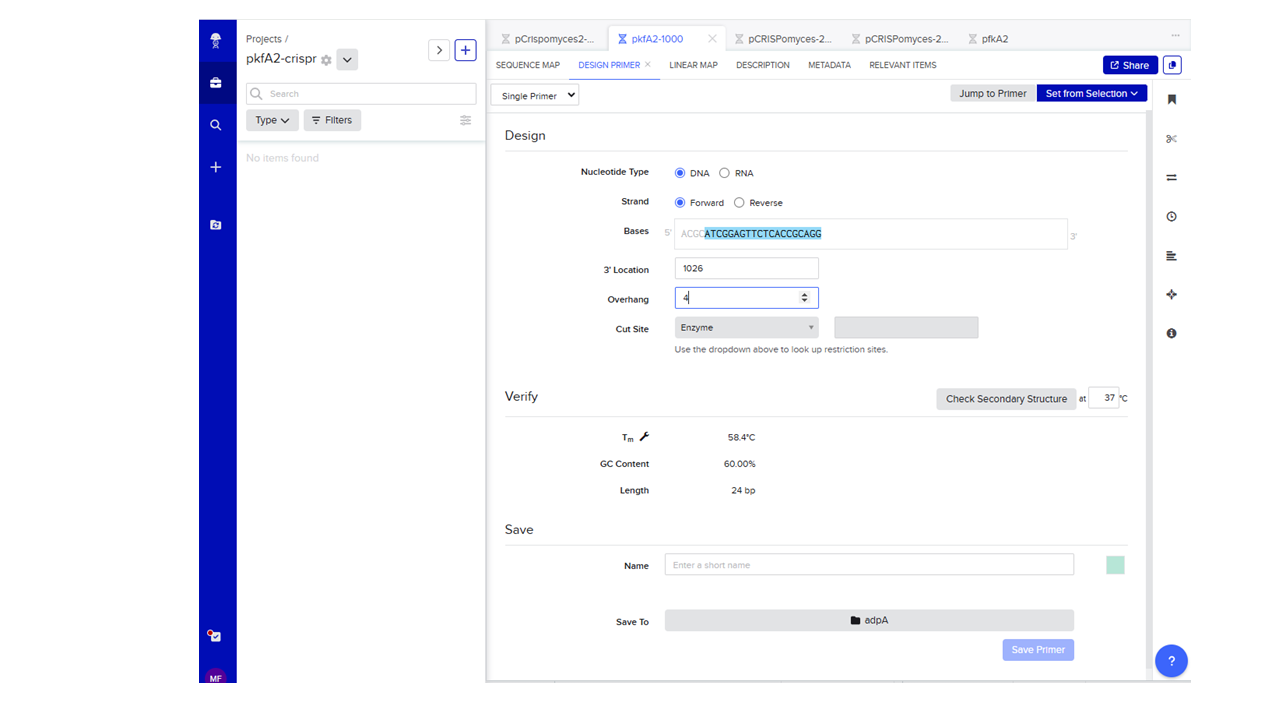 Projects /
pkfA2-crispr
Search
Type
Filters
No items found
MF
pCrispomyces2-...
pkfA2-1000
pCRISPomyces-2...
pCRISPomyces-2...
pfkA2
SEQUENCE MAP
DESIGN PRIMER
LINEAR MAP
DESCRIPTION
METADATA
RELEVANT ITEMS
Share
Single Primer
Jump to Primer
Set from Selection
Design
Nucleotide Type
DNA
RNA
Strand
Forward
Reverse
Bases
5'
ACGCATCGGAGTTCTCACCGCAGG
3'
3' Location
1026
Overhang
4
Cut Site
Enzyme
Use the dropdown above to look up restriction sites.
Verify
Check Secondary Structure
at
37
°C
Tm
58.4°C
GC Content
60.00%
Length
24 bp
Save
Name
Enter a short name
Save To
adpA
Save Primer
?